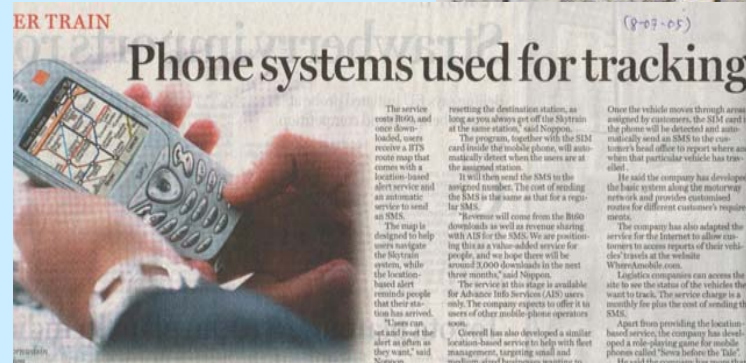 ER TRAIN
(8-09-05)
Phone systems used for tracking
The service
costs Bt60, and
once down-
loaded, users
receive a BTS
route map that
comes with a
location-based
alert service and
an automatic
service to send
an SMS.
The map is
designed to help
users navigate
the Skytrain
system, while
the location-
based alert
reminds people
that their sta-
tion has arrived.
"Users can
set and reset the
alert as often as
they want," said
Noppon
resetting the destination station, as
long as you always get off the Skytrain
at the same station," said Noppon.
The program, together with the SIM
card inside the mobile phone, will auto-
matically detect when the users are at
the assigned station.
It will then send the SMS to the
assigned number. The cost of sending
the SMS is the same as that for a regu-
lar SMS.
"Revenue will come from the Bt60
downloads as well as revenue sharing
with AIS for the SMS. We are position-
ing this as a value-added service for
people, and we hope there will be
around 3,000 downloads in the next
three months," said Noppon.
The service at this stage is available
for Advance Info Services (AIS) users
only. The company expects to offer it to
users of other mobile-phone operators
soon.
has also developed a similar
location-based service to help with fleet
management, targeting small and
medium-sized businesses wanting to
Once the vehicle moves through areas
assigned by customers, the SIM card i
the phone will be detected and auto-
matically send an SMS to the cus-
tomer's head office to report where an
when that particular vehicle has trav-
elled.
He said the company has develope
the basic system along the motorway
network and provides customised
routes for different customer's require
ments.
The company has also adapted the
service for the Internet to allow cus-
tomers to access reports of their vehi-
cles' travels at the website
WhereAmobile.com.
Logistics companies can access the
site to see the status of the vehicles the
want to track. The service charge is a
monthly fee plus the cost of sending th
SMS.
Apart from providing the location-
based service, the company has devel-
oped a role-playing game for mobile
phones called "Seven before the Tale".
He said the company has more tha